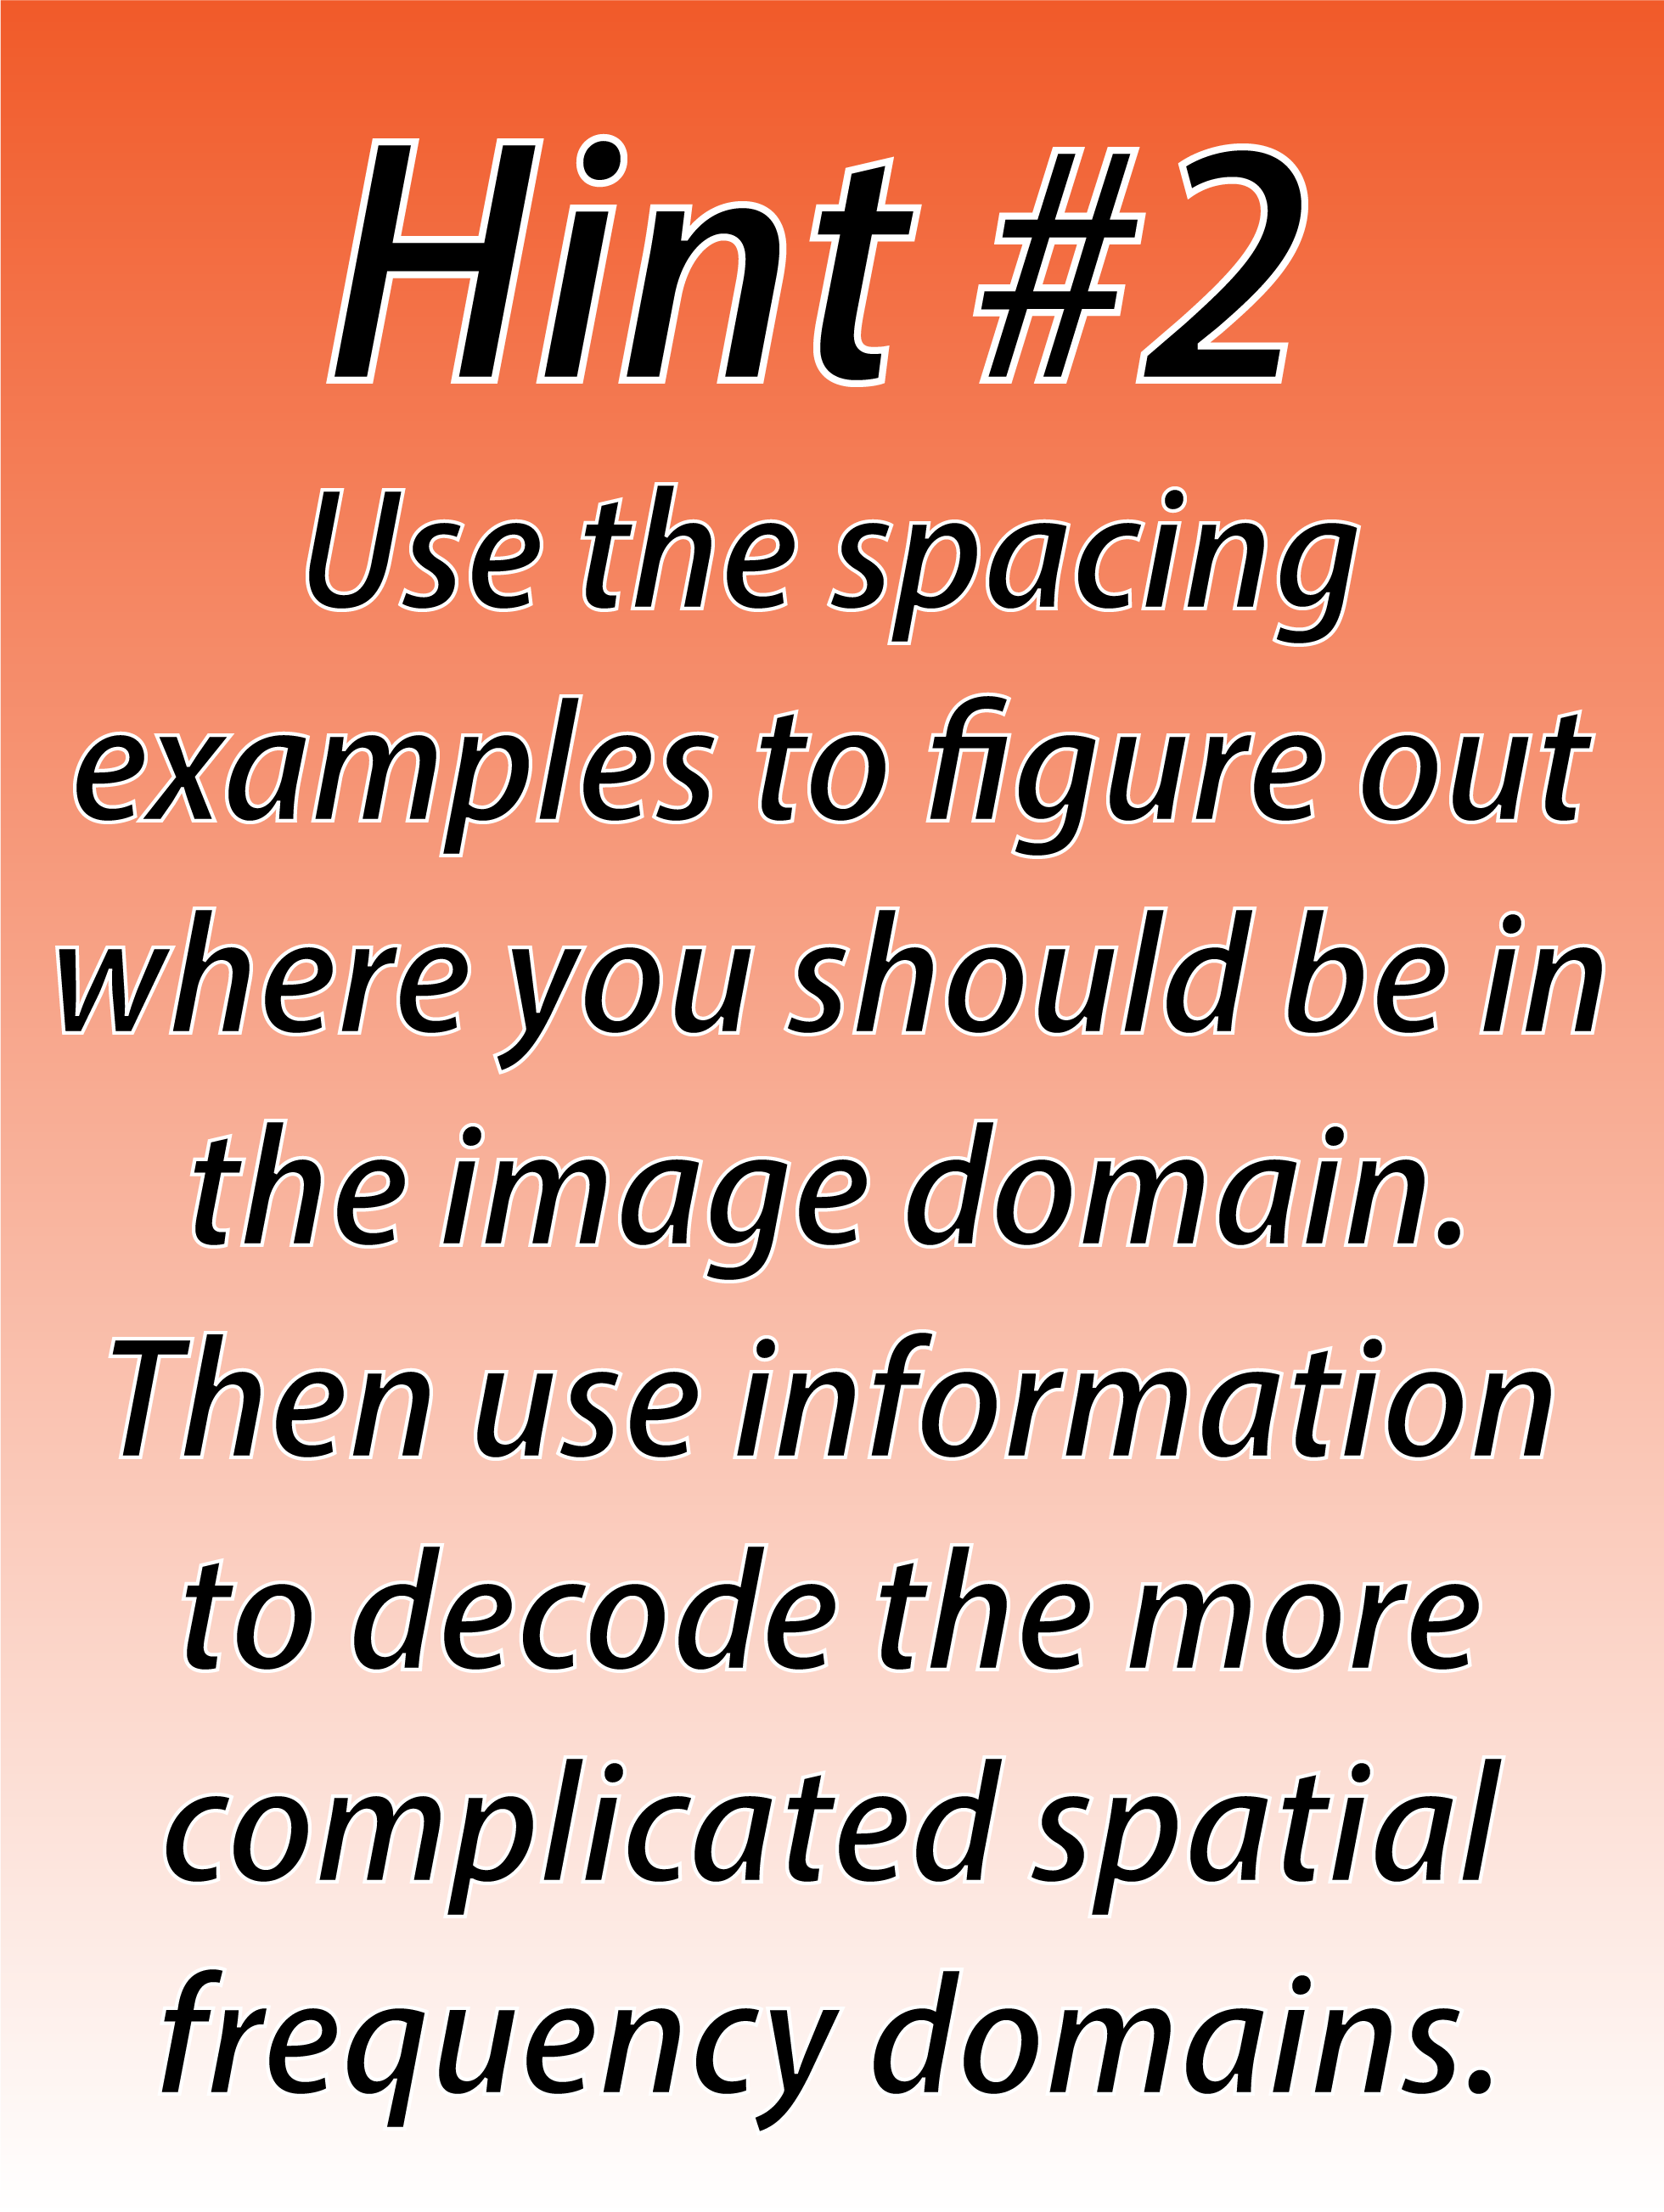 Hint #2
Use the spacing
examples to figure out
where you should be in
the image domain.
Then use information
to decode the more
complicated spatial
frequency domains.